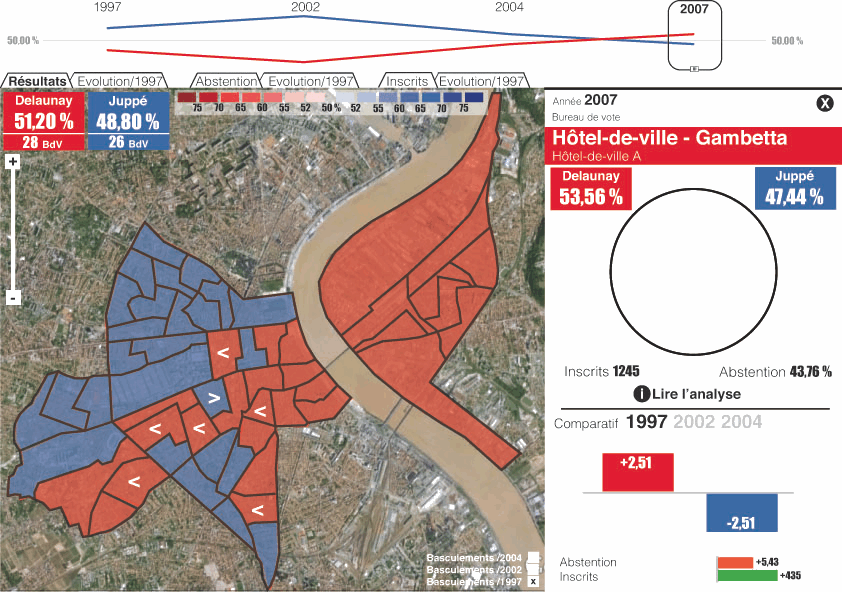 1997 2002 2004 2007
50.00 % 50.00 %
Résultats Evolution/1997 Abstention Evolution/1997 Inscrits Evolution/1997
Delaunay Juppé
51,20 % 48,80 %
28 BdV 26 BdV
75 70 65 60 55 52 50 % 52 55 60 65 70 75
+
-
< > < < < < <
Basculements /2004
Basculements /2002
Basculements /1997 x
Année 2007 X
Bureau de vote
Hôtel-de-ville - Gambetta
Hôtel-de-ville A
Delaunay Juppé
53,56 % 47,44 %
Inscrits 1245 Abstention 43,76 %
i Lire l'analyse
Comparatif 1997 2002 2004
+2,51
-2,51
Abstention +5,43
Inscrits +435